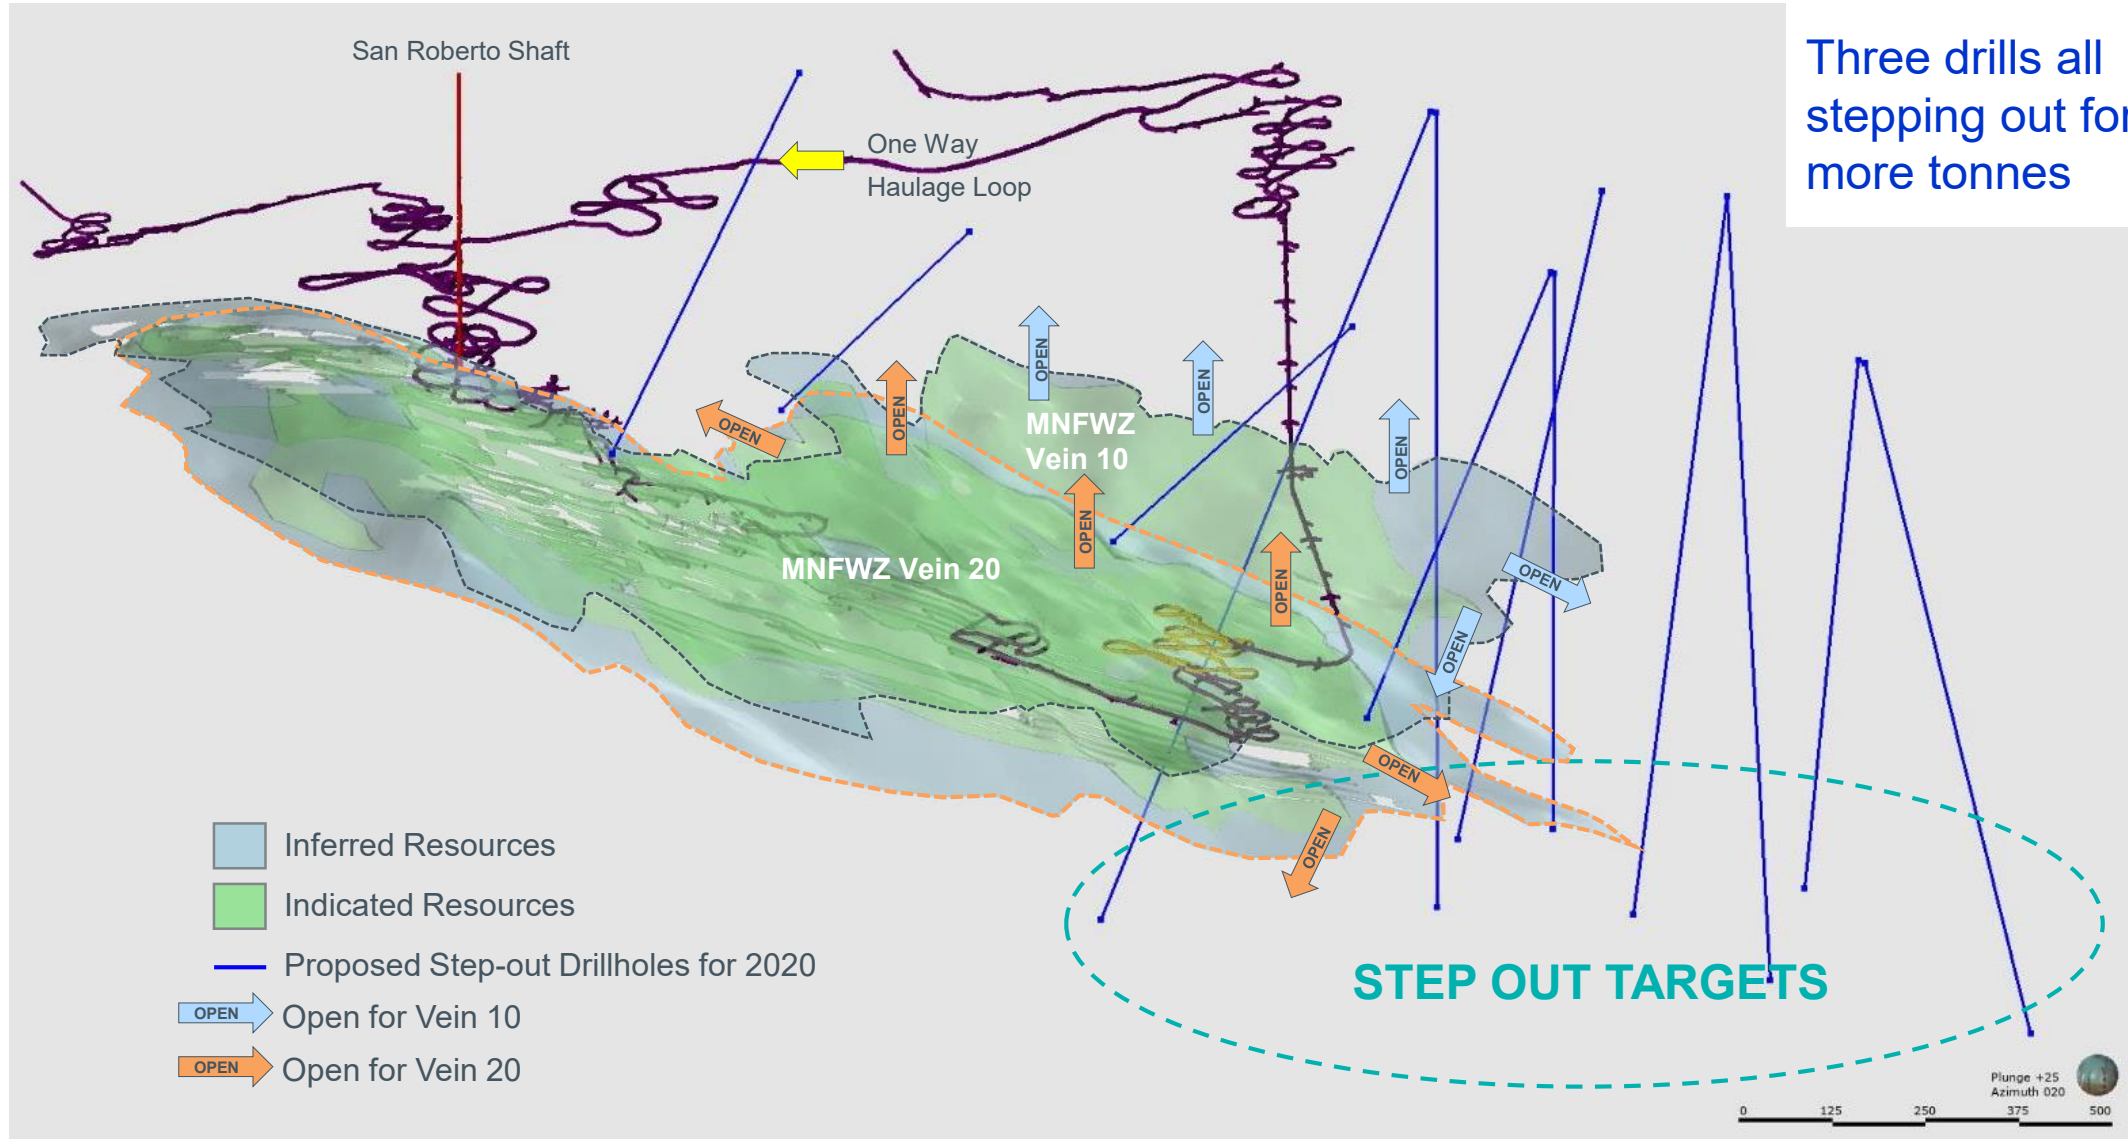 San Roberto Shaft
Three drills all
stepping out for
more tonnes
One Way
Haulage Loop
OPEN
OPEN
OPEN
OPEN
OPEN
MNFWZ
Vein 10
OPEN
OPEN
OPEN
MNFWZ Vein 20
OPEN
OPEN
OPEN
OPEN
Inferred Resources
Indicated Resources
Proposed Step-out Drillholes for 2020
OPEN
Open for Vein 10
OPEN
Open for Vein 20
STEP OUT TARGETS
Plunge +25
Azimuth 020
0 125 250 375 500